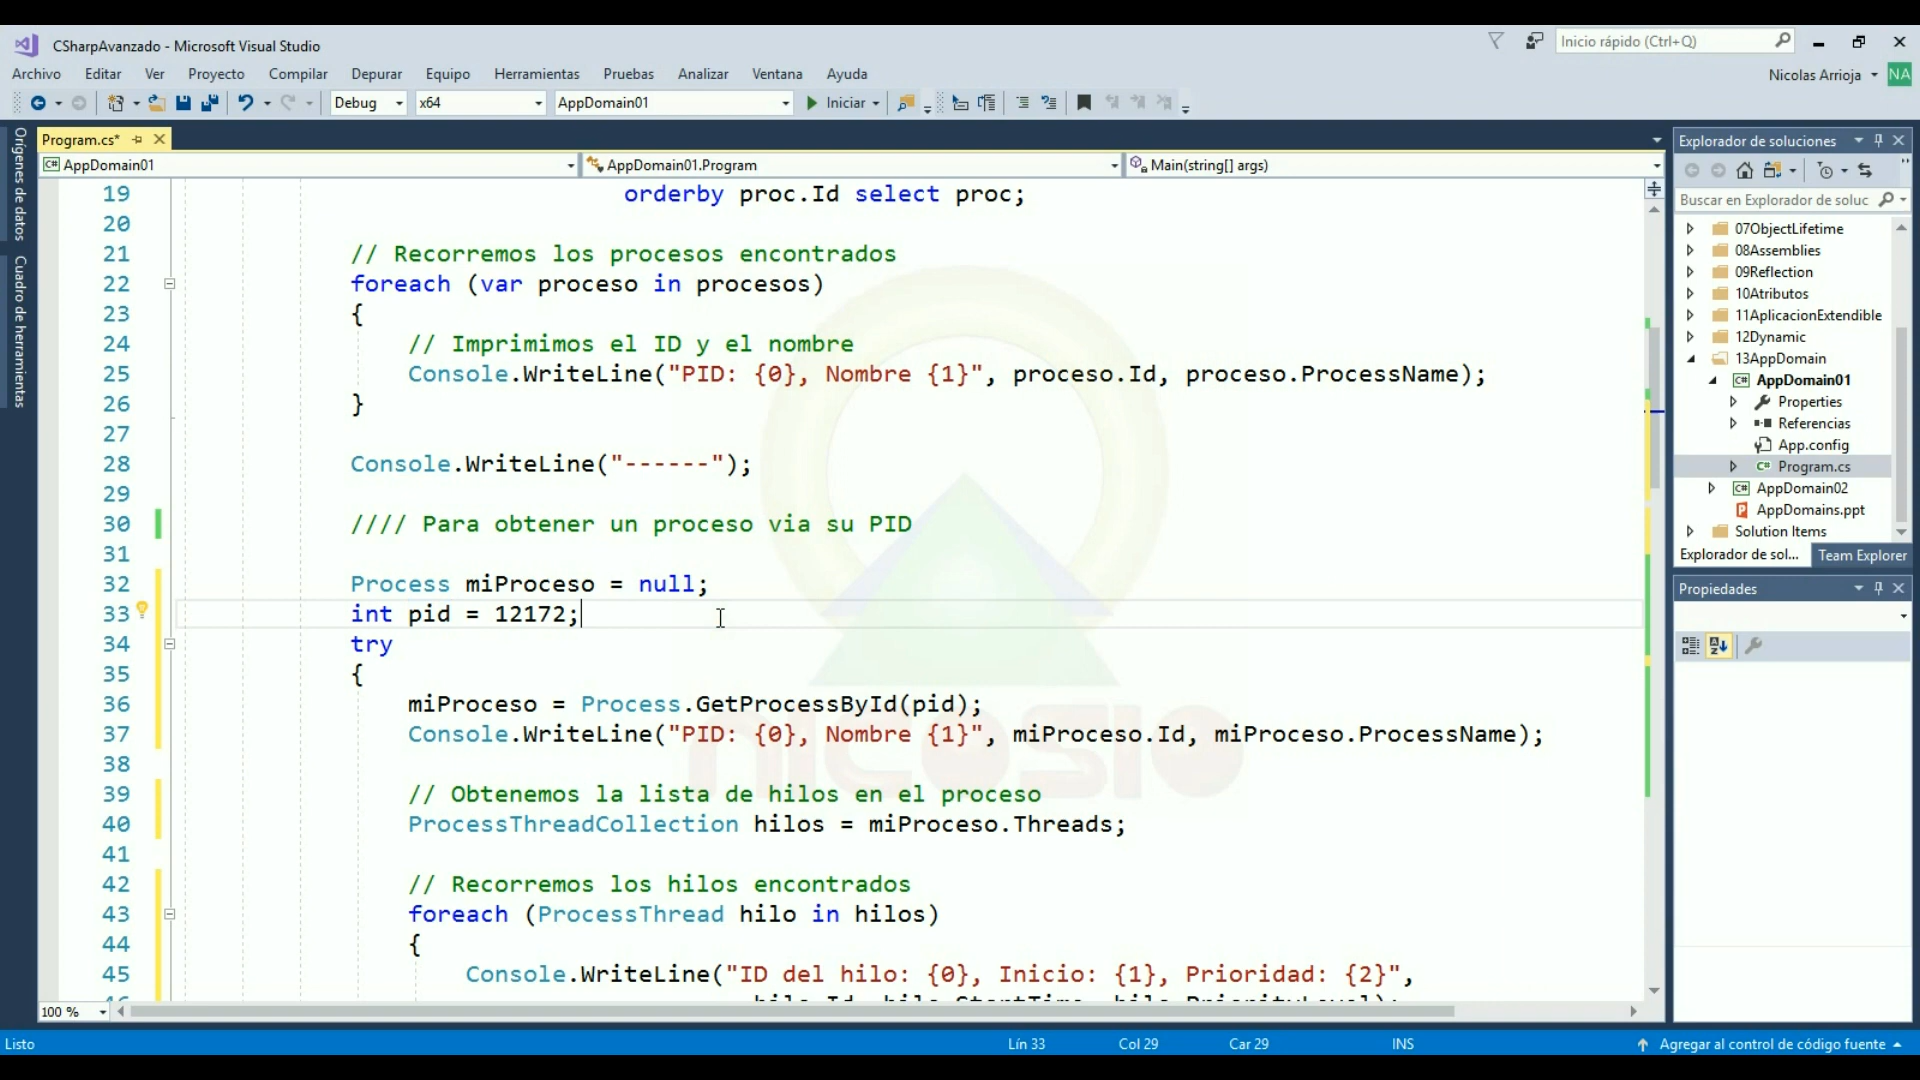 CSharpAvanzado - Microsoft Visual Studio
Inicio rápido (Ctrl+Q)
Archivo Editar Ver Proyecto Compilar Depurar Equipo Herramientas Pruebas Analizar Ventana Ayuda
Nicolas Arrioja NA
Debug x64 AppDomain01 Iniciar
Orígenes de datos
Cuadro de herramientas
Program.cs*
AppDomain01 AppDomain01.Program Main(string[] args)
19 orderby proc.Id select proc;
20
21 // Recorremos los procesos encontrados
22 foreach (var proceso in procesos)
23 {
24 // Imprimimos el ID y el nombre
25 Console.WriteLine("PID: {0}, Nombre {1}", proceso.Id, proceso.ProcessName);
26 }
27
28 Console.WriteLine("------");
29
30 //// Para obtener un proceso via su PID
31
32 Process miProceso = null;
33 int pid = 12172;
34 try
35 {
36 miProceso = Process.GetProcessById(pid);
37 Console.WriteLine("PID: {0}, Nombre {1}", miProceso.Id, miProceso.ProcessName);
38
39 // Obtenemos la lista de hilos en el proceso
40 ProcessThreadCollection hilos = miProceso.Threads;
41
42 // Recorremos los hilos encontrados
43 foreach (ProcessThread hilo in hilos)
44 {
45 Console.WriteLine("ID del hilo: {0}, Inicio: {1}, Prioridad: {2}",
46 hilo.Id, hilo.StartTime, hilo.PriorityLevel);
NICOSIO
100 %
Explorador de soluciones
Buscar en Explorador de soluc
07ObjectLifetime
08Assemblies
09Reflection
10Atributos
11AplicacionExtendible
12Dynamic
13AppDomain
AppDomain01
Properties
Referencias
App.config
Program.cs
AppDomain02
AppDomains.ppt
Solution Items
Explorador de sol... Team Explorer
Propiedades
Listo Lín 33 Col 29 Car 29 INS Agregar al control de código fuente